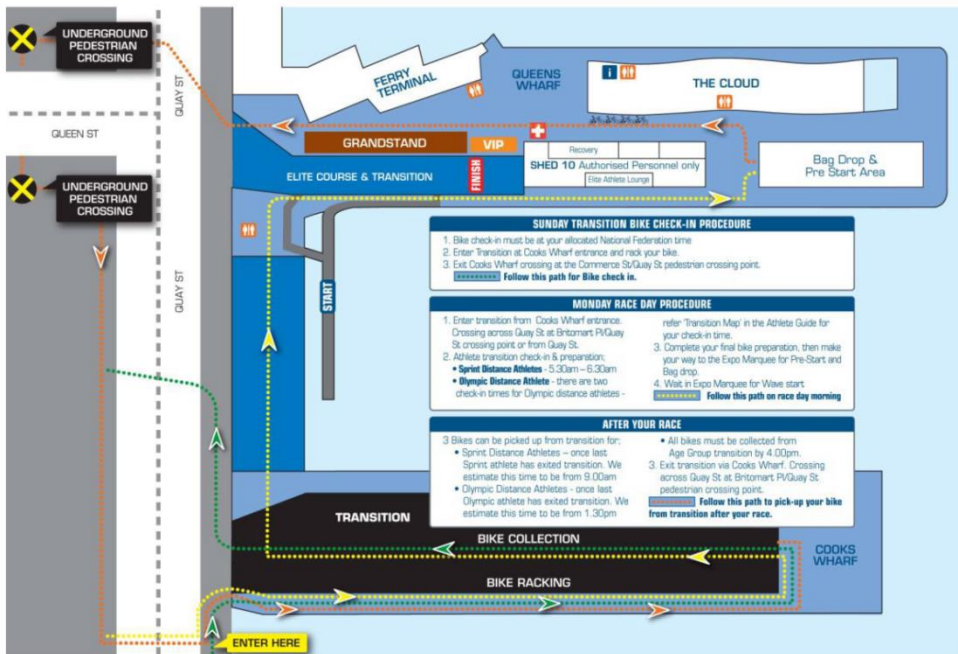 UNDERGROUND
PEDESTRIAN
CROSSING
QUAY ST
QUEEN ST
UNDERGROUND
PEDESTRIAN
CROSSING
QUAY ST
FERRY
TERMINAL
QUEENS
WHARF
i
THE CLOUD
GRANDSTAND
VIP
FINISH
Recovery
SHED 10 Authorised Personnel only
Elite Athlete Lounge
Bag Drop &
Pre Start Area
ELITE COURSE & TRANSITION
START
SUNDAY TRANSITION BIKE CHECK-IN PROCEDURE
1. Bike check-in must be at your allocated National Federation time
2. Enter Transition at Cooks Wharf entrance and rack your bike.
3. Exit Cooks Wharf crossing at the Commerce St/Quay St pedestrian crossing point.
Follow this path for Bike check in.
MONDAY RACE DAY PROCEDURE
1. Enter transition from Cooks Wharf entrance.
Crossing across Quay St at Britomart Pl/Quay
St crossing point or from Quay St.
2. Athlete transition check-in & preparation;
• Sprint Distance Athletes - 5.30am – 6.30am
• Olympic Distance Athlete - there are two
check-in times for Olympic distance athletes -
refer 'Transition Map' in the Athlete Guide for
your check-in time.
3. Complete your final bike preparation, then make
your way to the Expo Marquee for Pre-Start and
Bag drop.
4. Wait in Expo Marquee for Wave start
Follow this path on race day morning
AFTER YOUR RACE
3 Bikes can be picked up from transition for;
• Sprint Distance Athletes – once last
Sprint athlete has exited transition. We
estimate this time to be from 9.00am
• Olympic Distance Athletes - once last
Olympic athlete has exited transition. We
estimate this time to be from 1.30pm
• All bikes must be collected from
Age Group transition by 4.00pm.
3. Exit transition via Cooks Wharf. Crossing
across Quay St at Britomart Pl/Quay St
pedestrian crossing point.
Follow this path to pick-up your bike
from transition after your race.
TRANSITION
BIKE COLLECTION
BIKE RACKING
COOKS
WHARF
ENTER HERE